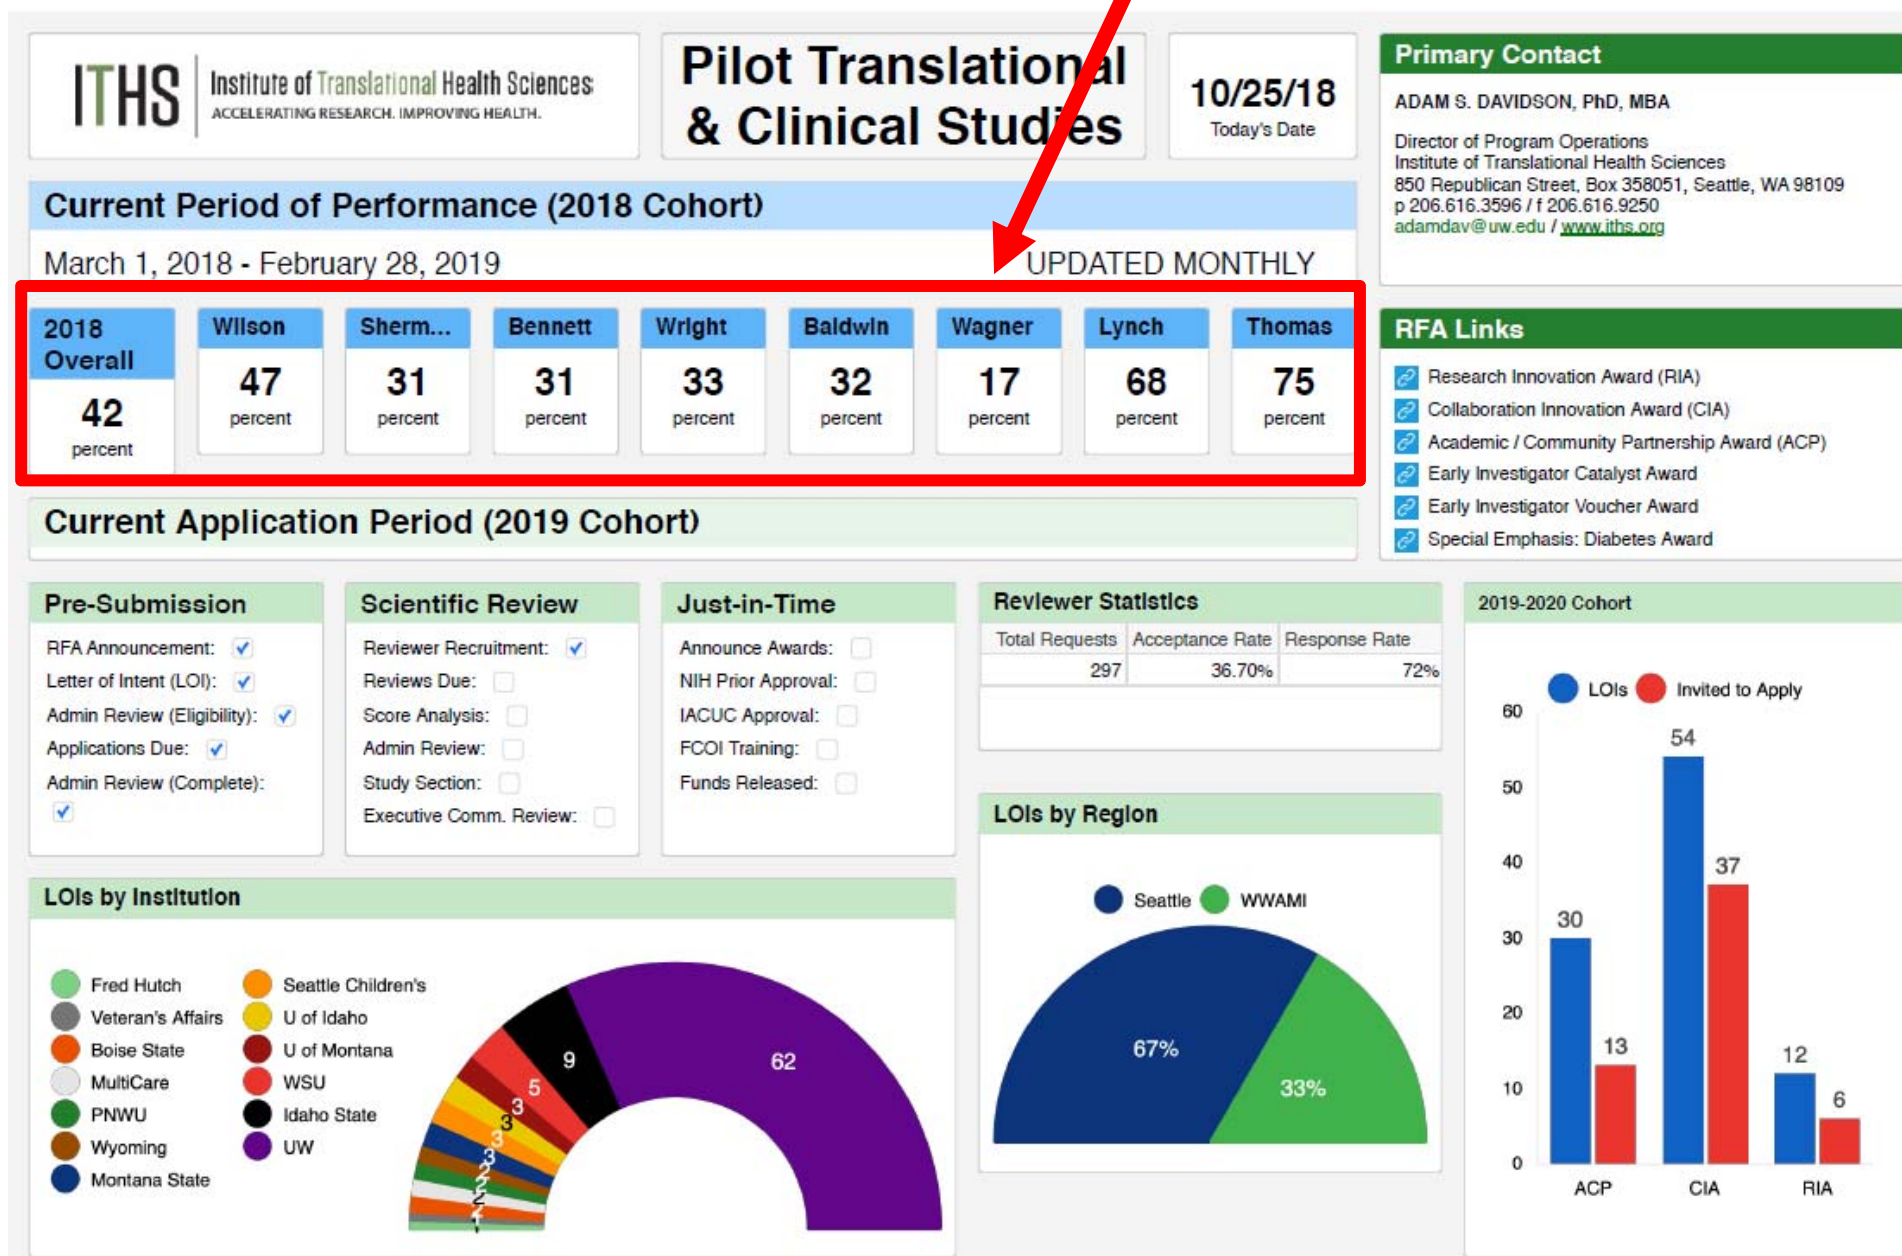 ITHS
Institute of Translational Health Sciences
ACCELERATING RESEARCH. IMPROVING HEALTH.
Pilot Translational
& Clinical Studies
10/25/18
Today's Date
Primary Contact
ADAM S. DAVIDSON, PhD, MBA
Director of Program Operations
Institute of Translational Health Sciences
850 Republican Street, Box 358051, Seattle, WA 98109
p 206.616.3596 / f 206.616.9250
adamdav@uw.edu / www.iths.org
Current Period of Performance (2018 Cohort)
March 1, 2018 - February 28, 2019
UPDATED MONTHLY
2018
Overall
42
percent
Wilson
47
percent
Sherm...
31
percent
Bennett
31
percent
Wright
33
percent
Baldwin
32
percent
Wagner
17
percent
Lynch
68
percent
Thomas
75
percent
RFA Links
Research Innovation Award (RIA)
Collaboration Innovation Award (CIA)
Academic / Community Partnership Award (ACP)
Early Investigator Catalyst Award
Early Investigator Voucher Award
Special Emphasis: Diabetes Award
Current Application Period (2019 Cohort)
Pre-Submission
RFA Announcement:
Letter of Intent (LOI):
Admin Review (Eligibility):
Applications Due:
Admin Review (Complete):
Scientific Review
Reviewer Recruitment:
Reviews Due:
Score Analysis:
Admin Review:
Study Section:
Executive Comm. Review:
Just-in-Time
Announce Awards:
NIH Prior Approval:
IACUC Approval:
FCOI Training:
Funds Released:
Reviewer Statistics
Total Requests Acceptance Rate Response Rate
297 36.70% 72%
LOIs by Region
Seattle WWAMI
67%
33%
2019-2020 Cohort
LOIs Invited to Apply
60
50
40
30
20
10
0
30
13
54
37
12
6
ACP CIA RIA
LOIs by Institution
Fred Hutch
Veteran's Affairs
Boise State
MultiCare
PNWU
Wyoming
Montana State
Seattle Children's
U of Idaho
U of Montana
WSU
Idaho State
UW
62
9
5
3
3
3
3
2
2
2
2